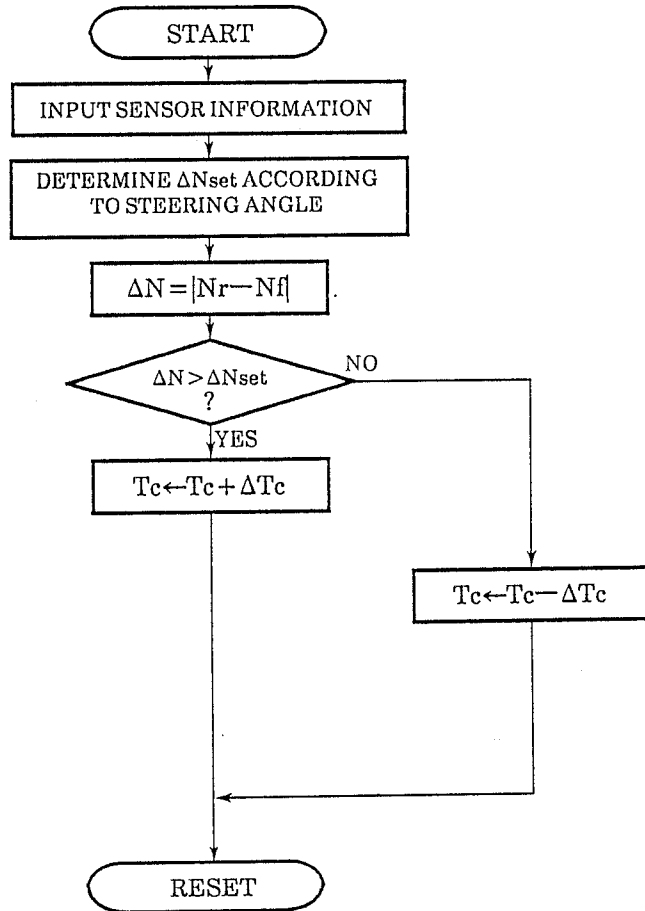 START
INPUT SENSOR INFORMATION
DETERMINE ΔNset ACCORDING
TO STEERING ANGLE
ΔN=|Nr—Nf|
ΔN>ΔNset
?
NO
YES
Tc←Tc+ΔTc
Tc←Tc—ΔTc
RESET